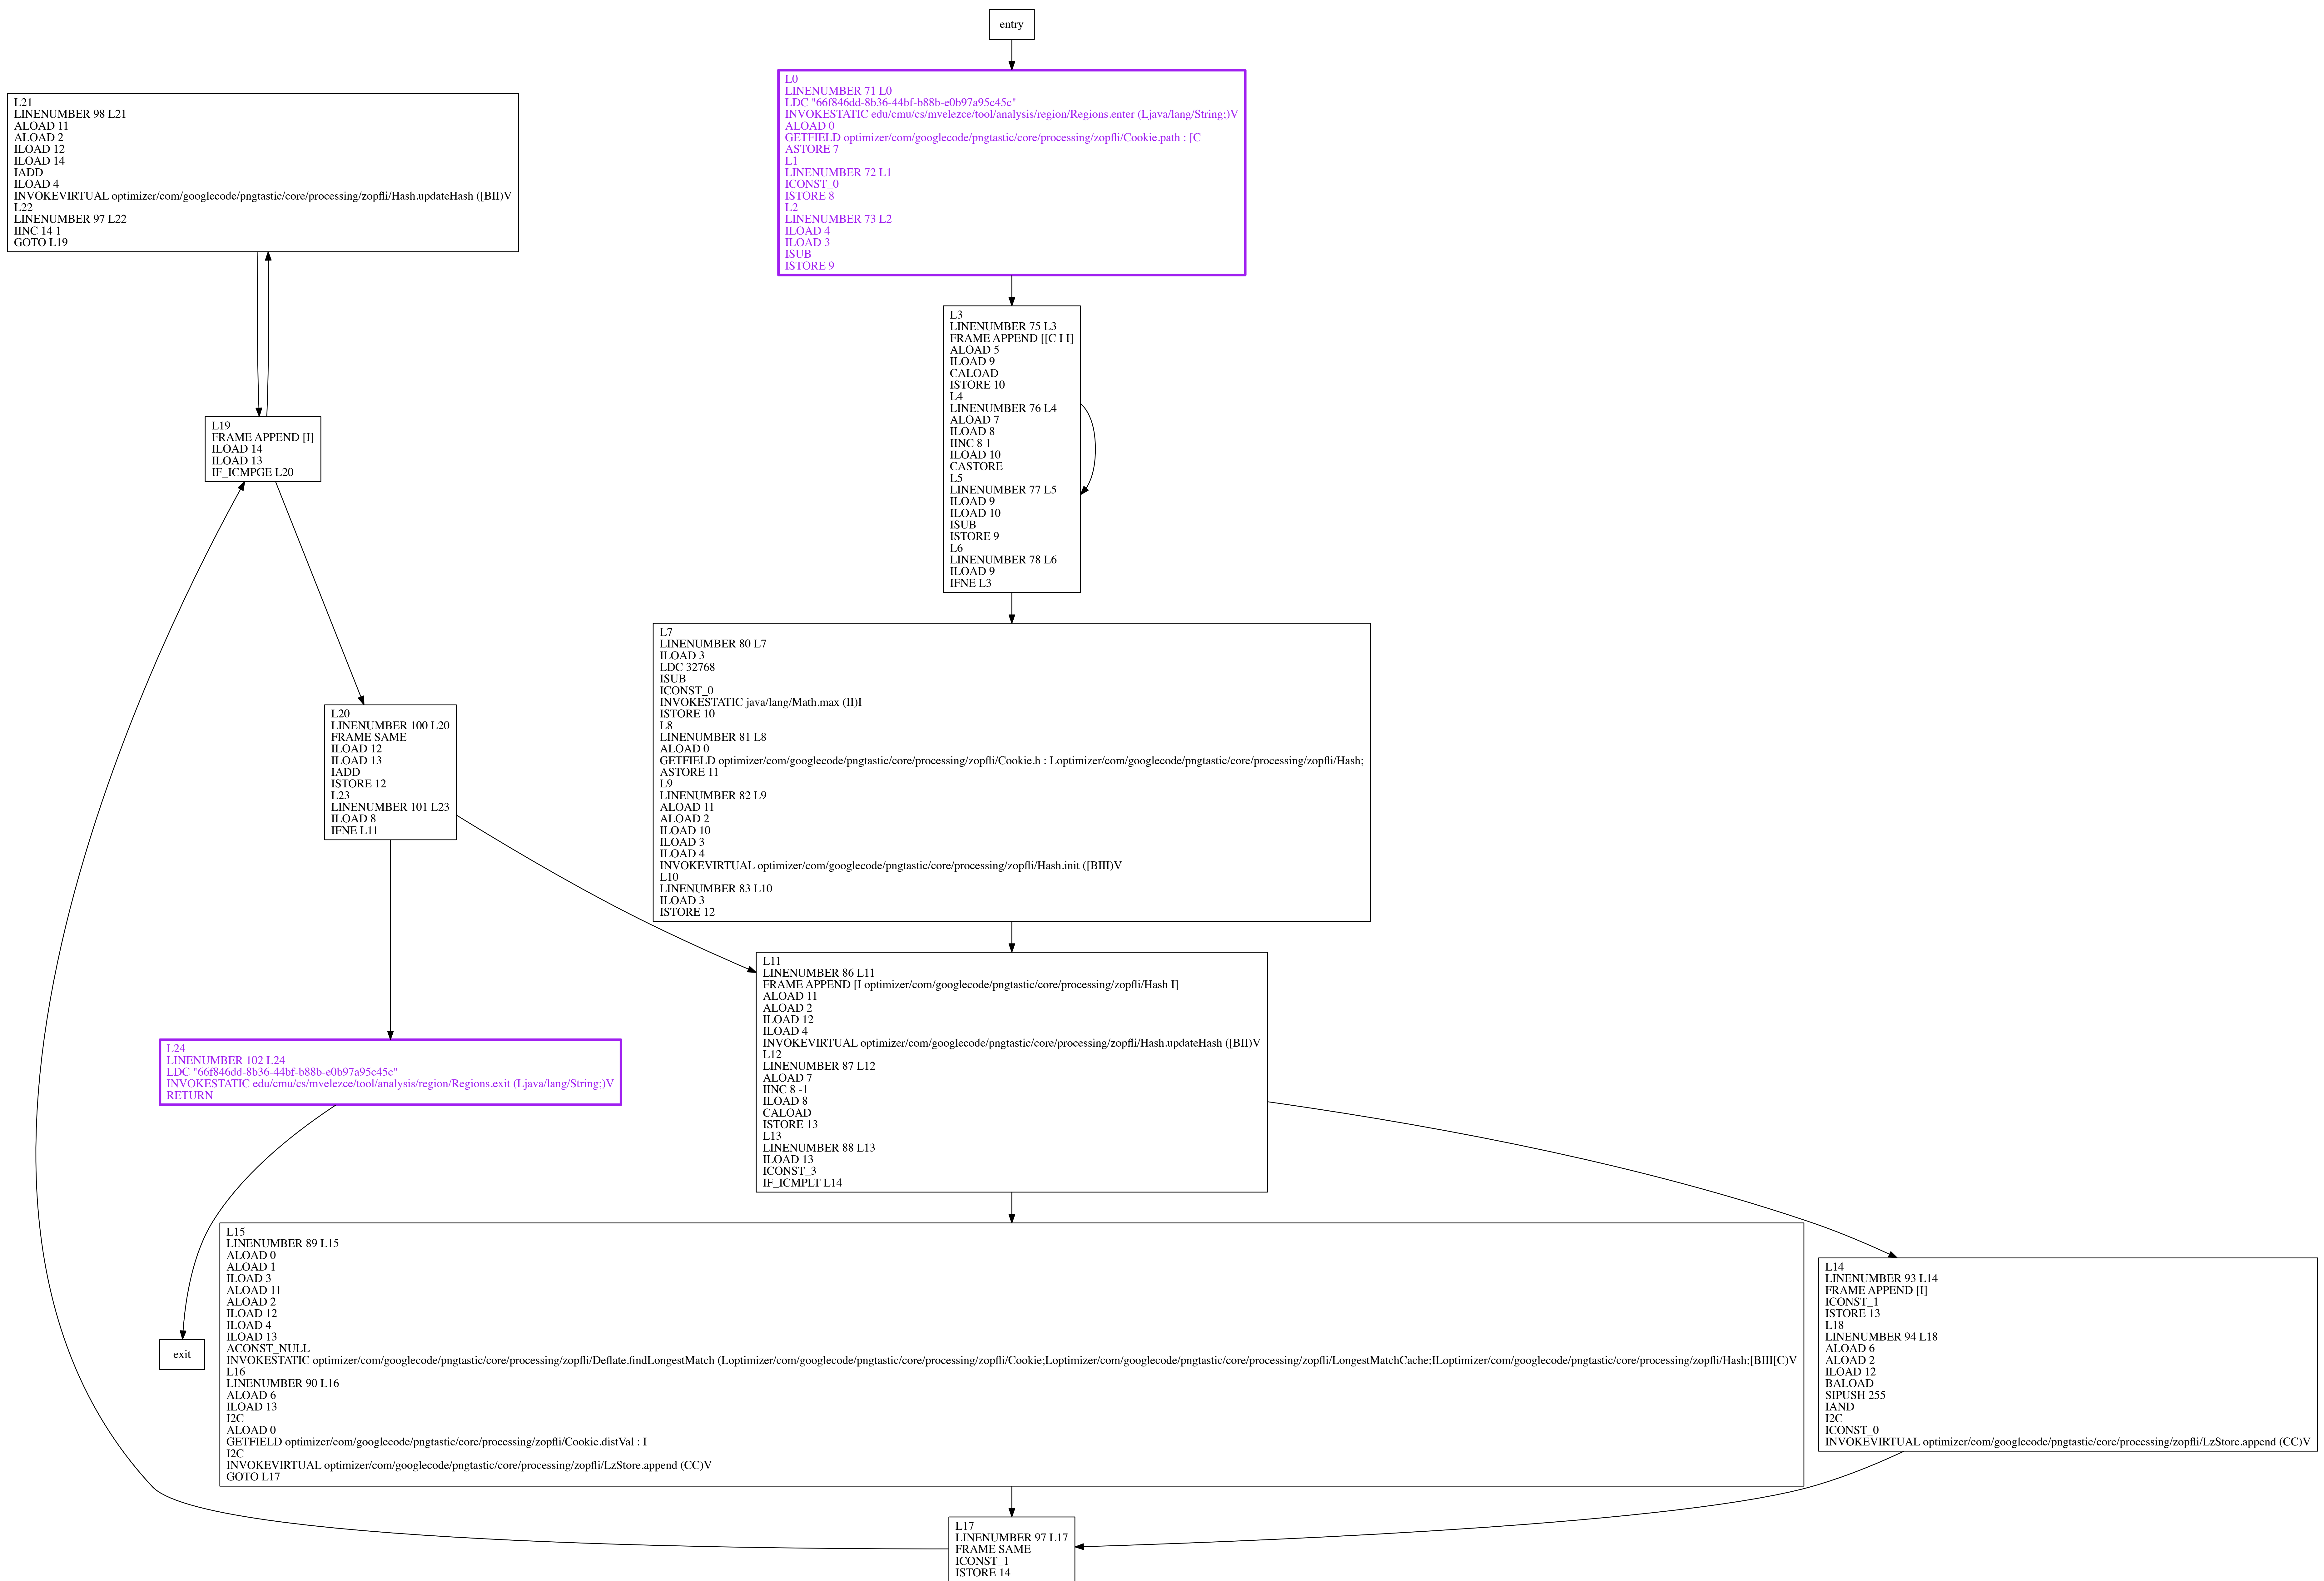 entry
L0
LINENUMBER 71 L0
LDC "66f846dd-8b36-44bf-b88b-e0b97a95c45c"
INVOKESTATIC edu/cmu/cs/mvelezce/tool/analysis/region/Regions.enter (Ljava/lang/String;)V
ALOAD 0
GETFIELD optimizer/com/googlecode/pngtastic/core/processing/zopfli/Cookie.path : [C
ASTORE 7
L1
LINENUMBER 72 L1
ICONST_0
ISTORE 8
L2
LINENUMBER 73 L2
ILOAD 4
ILOAD 3
ISUB
ISTORE 9
L21
LINENUMBER 98 L21
ALOAD 11
ALOAD 2
ILOAD 12
ILOAD 14
IADD
ILOAD 4
INVOKEVIRTUAL optimizer/com/googlecode/pngtastic/core/processing/zopfli/Hash.updateHash ([BII)V
L22
LINENUMBER 97 L22
IINC 14 1
GOTO L19
L3
LINENUMBER 75 L3
FRAME APPEND [[C I I]
ALOAD 5
ILOAD 9
CALOAD
ISTORE 10
L4
LINENUMBER 76 L4
ALOAD 7
ILOAD 8
IINC 8 1
ILOAD 10
CASTORE
L5
LINENUMBER 77 L5
ILOAD 9
ILOAD 10
ISUB
ISTORE 9
L6
LINENUMBER 78 L6
ILOAD 9
IFNE L3
L19
FRAME APPEND [I]
ILOAD 14
ILOAD 13
IF_ICMPGE L20
L7
LINENUMBER 80 L7
ILOAD 3
LDC 32768
ISUB
ICONST_0
INVOKESTATIC java/lang/Math.max (II)I
ISTORE 10
L8
LINENUMBER 81 L8
ALOAD 0
GETFIELD optimizer/com/googlecode/pngtastic/core/processing/zopfli/Cookie.h : Loptimizer/com/googlecode/pngtastic/core/processing/zopfli/Hash;
ASTORE 11
L9
LINENUMBER 82 L9
ALOAD 11
ALOAD 2
ILOAD 10
ILOAD 3
ILOAD 4
INVOKEVIRTUAL optimizer/com/googlecode/pngtastic/core/processing/zopfli/Hash.init ([BIII)V
L10
LINENUMBER 83 L10
ILOAD 3
ISTORE 12
L20
LINENUMBER 100 L20
FRAME SAME
ILOAD 12
ILOAD 13
IADD
ISTORE 12
L23
LINENUMBER 101 L23
ILOAD 8
IFNE L11
L11
LINENUMBER 86 L11
FRAME APPEND [I optimizer/com/googlecode/pngtastic/core/processing/zopfli/Hash I]
ALOAD 11
ALOAD 2
ILOAD 12
ILOAD 4
INVOKEVIRTUAL optimizer/com/googlecode/pngtastic/core/processing/zopfli/Hash.updateHash ([BII)V
L12
LINENUMBER 87 L12
ALOAD 7
IINC 8 -1
ILOAD 8
CALOAD
ISTORE 13
L13
LINENUMBER 88 L13
ILOAD 13
ICONST_3
IF_ICMPLT L14
L24
LINENUMBER 102 L24
LDC "66f846dd-8b36-44bf-b88b-e0b97a95c45c"
INVOKESTATIC edu/cmu/cs/mvelezce/tool/analysis/region/Regions.exit (Ljava/lang/String;)V
RETURN
L15
LINENUMBER 89 L15
ALOAD 0
ALOAD 1
ILOAD 3
ALOAD 11
ALOAD 2
ILOAD 12
ILOAD 4
ILOAD 13
ACONST_NULL
INVOKESTATIC optimizer/com/googlecode/pngtastic/core/processing/zopfli/Deflate.findLongestMatch (Loptimizer/com/googlecode/pngtastic/core/processing/zopfli/Cookie;Loptimizer/com/googlecode/pngtastic/core/processing/zopfli/LongestMatchCache;ILoptimizer/com/googlecode/pngtastic/core/processing/zopfli/Hash;[BIII[C)V
L16
LINENUMBER 90 L16
ALOAD 6
ILOAD 13
I2C
ALOAD 0
GETFIELD optimizer/com/googlecode/pngtastic/core/processing/zopfli/Cookie.distVal : I
I2C
INVOKEVIRTUAL optimizer/com/googlecode/pngtastic/core/processing/zopfli/LzStore.append (CC)V
GOTO L17
L14
LINENUMBER 93 L14
FRAME APPEND [I]
ICONST_1
ISTORE 13
L18
LINENUMBER 94 L18
ALOAD 6
ALOAD 2
ILOAD 12
BALOAD
SIPUSH 255
IAND
I2C
ICONST_0
INVOKEVIRTUAL optimizer/com/googlecode/pngtastic/core/processing/zopfli/LzStore.append (CC)V
exit
L17
LINENUMBER 97 L17
FRAME SAME
ICONST_1
ISTORE 14